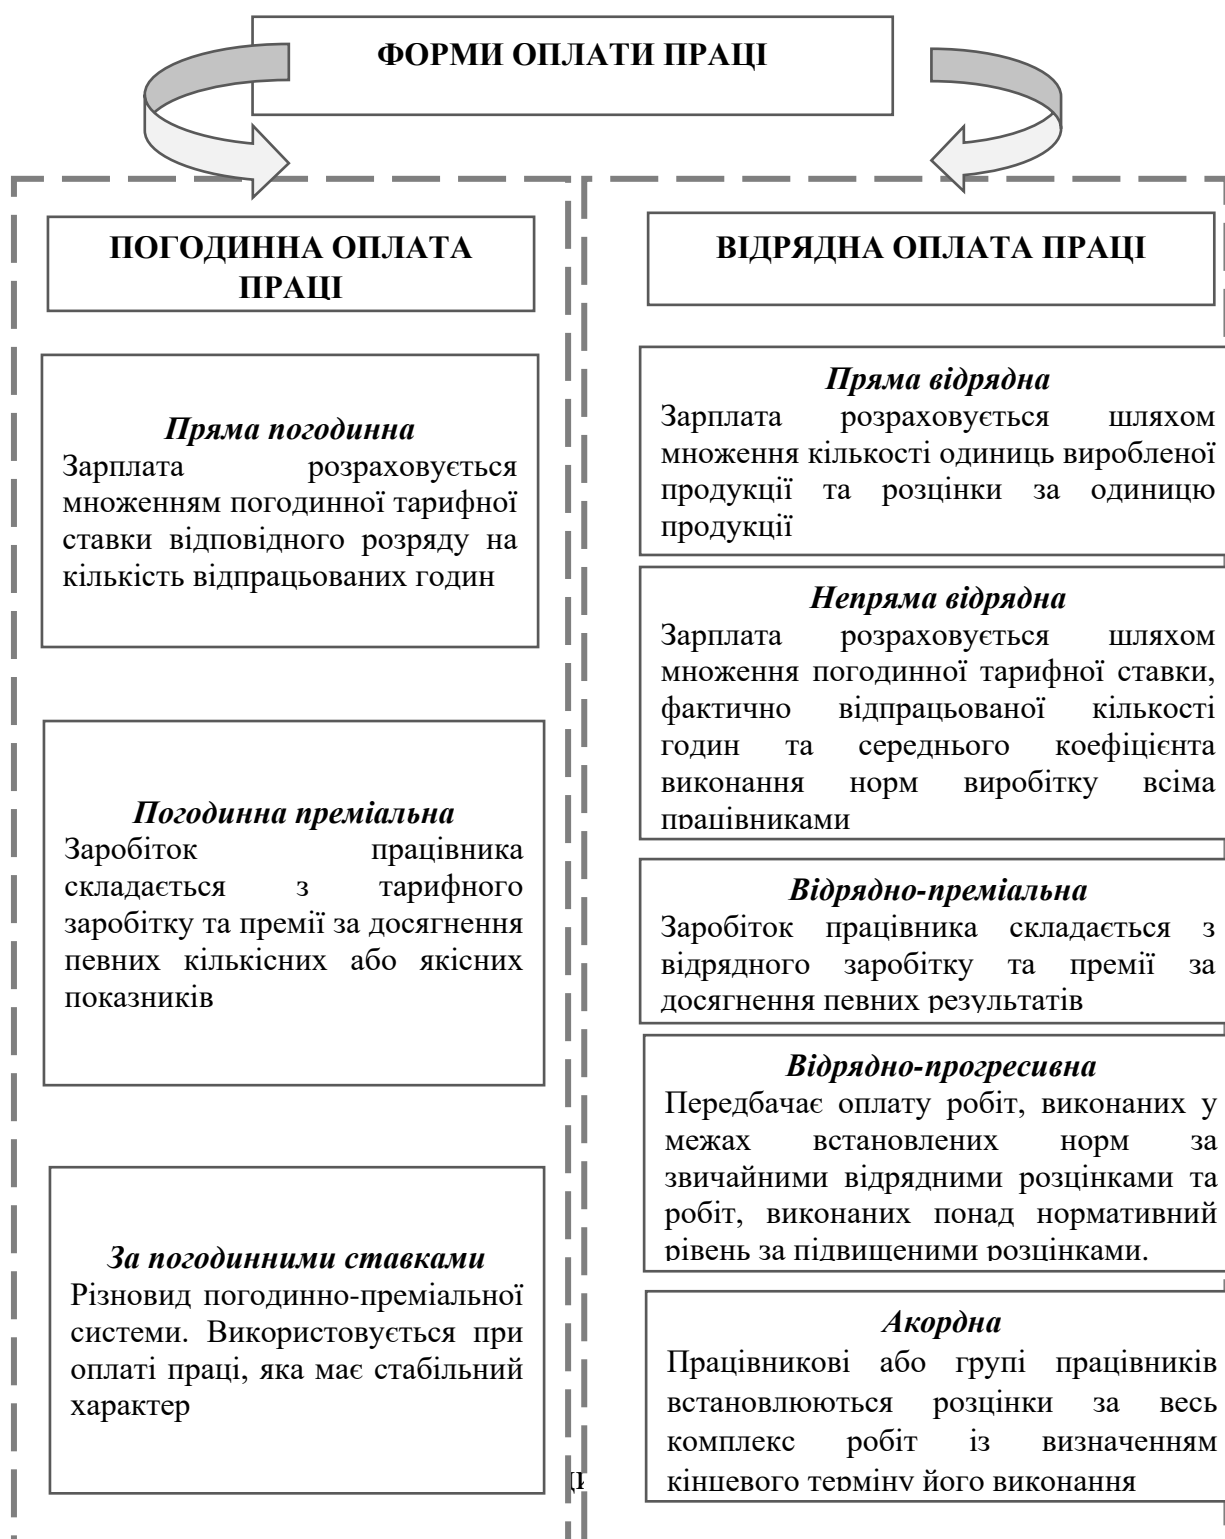 ФОРМИ ОПЛАТИ ПРАЦІ
ПОГОДИННА ОПЛАТА
ПРАЦІ
Пряма погодинна
Зарплата розраховується
множенням погодинної тарифної
ставки відповідного розряду на
кількість відпрацьованих годин
Погодинна преміальна
Заробіток працівника
складається з тарифного
заробітку та премії за досягнення
певних кількісних або якісних
показників
За погодинними ставками
Різновид погодинно-преміальної
системи. Використовується при
оплаті праці, яка має стабільний
характер
ВІДРЯДНА ОПЛАТА ПРАЦІ
Пряма відрядна
Зарплата розраховується шляхом
множення кількості одиниць виробленої
продукції та розцінки за одиницю
продукції
Непряма відрядна
Зарплата розраховується шляхом
множення погодинної тарифної ставки,
фактично відпрацьованої кількості
годин та середнього коефіцієнта
виконання норм виробітку всіма
працівниками
Відрядно-преміальна
Заробіток працівника складається з
відрядного заробітку та премії за
досягнення певних результатів
Відрядно-прогресивна
Передбачає оплату робіт, виконаних у
межах встановлених норм за
звичайними відрядними розцінками та
робіт, виконаних понад нормативний
рівень за підвищеними розцінками.
Акордна
Працівникові або групі працівників
встановлюються розцінки за весь
комплекс робіт із визначенням
кінцевого терміну його виконання